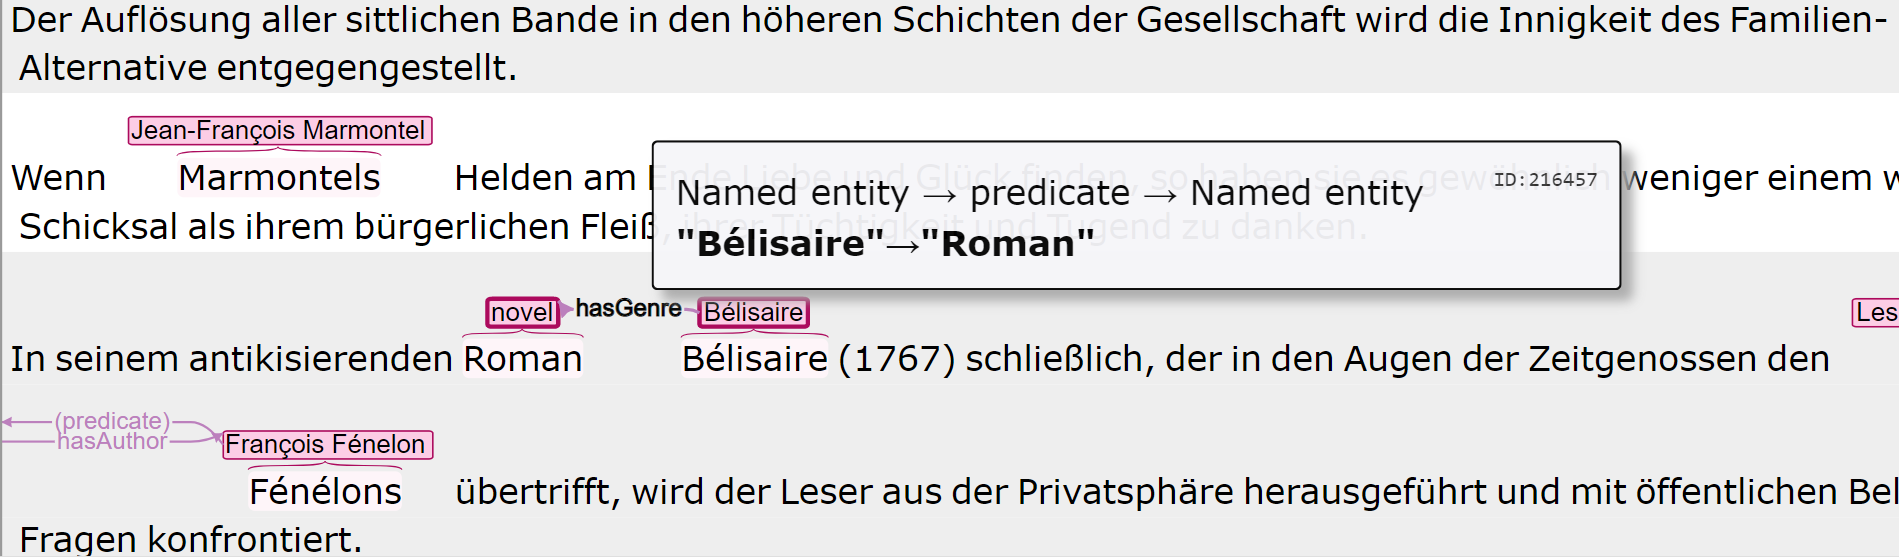 Der Auflösung aller sittlichen Bande in den höheren Schichten der Gesellschaft wird die Innigkeit des Familien-
Alternative entgegengestellt.
Jean-François Marmontel
Wenn Marmontels Helden am Ende Liebe und Glück finden, so haben sie es gewöhnlich weniger einem w
Schicksal als ihrem bürgerlichen Fleiß, ihrer Tüchtigkeit und Tugend zu danken.
Named entity → predicate → Named entity ID:216457
"Bélisaire"→"Roman"
novel hasGenre Bélisaire Les
In seinem antikisierenden Roman Bélisaire (1767) schließlich, der in den Augen der Zeitgenossen den
(predicate)
hasAuthor
François Fénelon
Fénélons übertrifft, wird der Leser aus der Privatsphäre herausgeführt und mit öffentlichen Bel
Fragen konfrontiert.